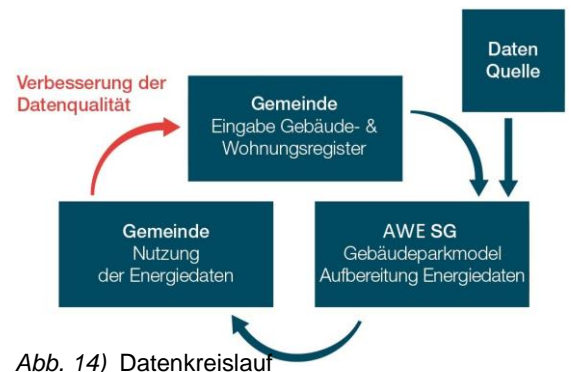 Daten
Quelle
Verbesserung der
Datenqualität
Gemeinde
Eingabe Gebäude- &
Wohnungsregister
Gemeinde
Nutzung
der Energiedaten
AWE SG
Gebäudeparkmodel
Aufbereitung Energiedaten
Abb. 14) Datenkreislauf